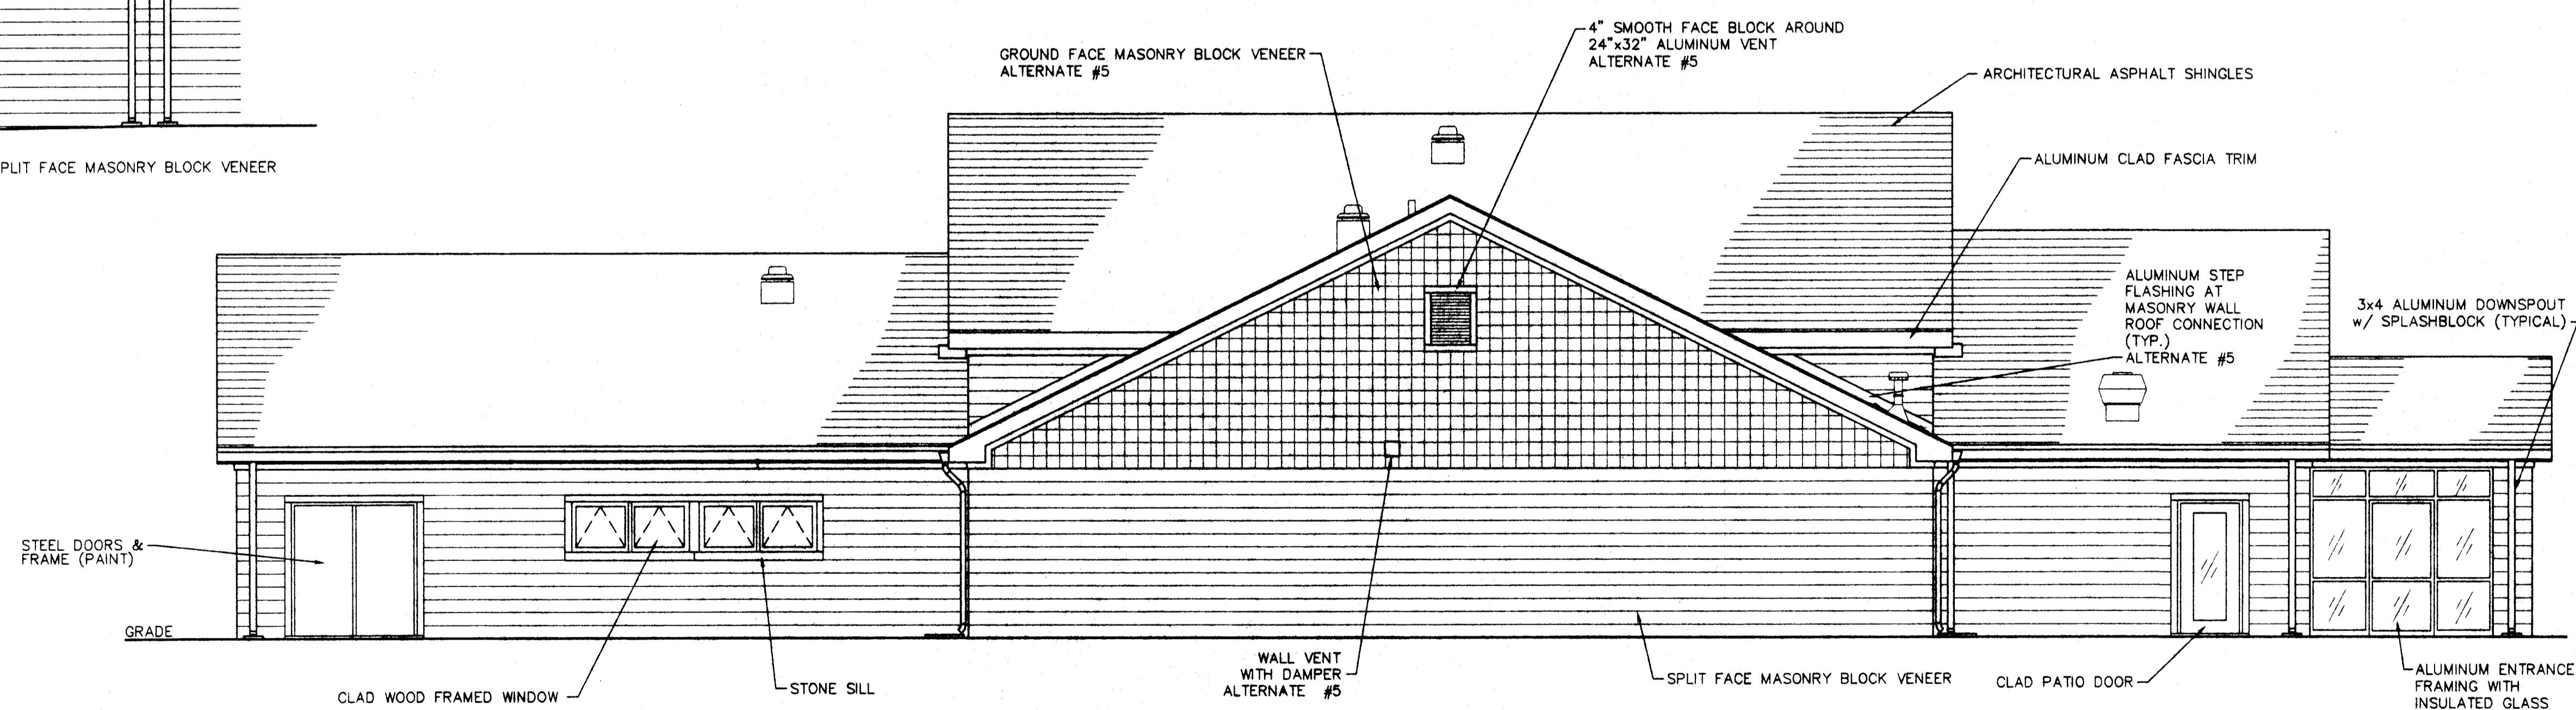 4" SMOOTH FACE BLOCK AROUND
24"x32" ALUMINUM VENT
ALTERNATE #5
GROUND FACE MASONRY BLOCK VENEER
ALTERNATE #5
ARCHITECTURAL ASPHALT SHINGLES
PLIT FACE MASONRY BLOCK VENEER
ALUMINUM CLAD FASCIA TRIM
ALUMINUM STEP
FLASHING AT
MASONRY WALL
ROOF CONNECTION
(TYP.)
ALTERNATE #5
3x4 ALUMINUM DOWNSPOUT
w/ SPLASHBLOCK (TYPICAL)
STEEL DOORS &
FRAME (PAINT)
GRADE
CLAD WOOD FRAMED WINDOW
STONE SILL
WALL VENT
WITH DAMPER
ALTERNATE #5
SPLIT FACE MASONRY BLOCK VENEER
CLAD PATIO DOOR
ALUMINUM ENTRANCE
FRAMING WITH
INSULATED GLASS